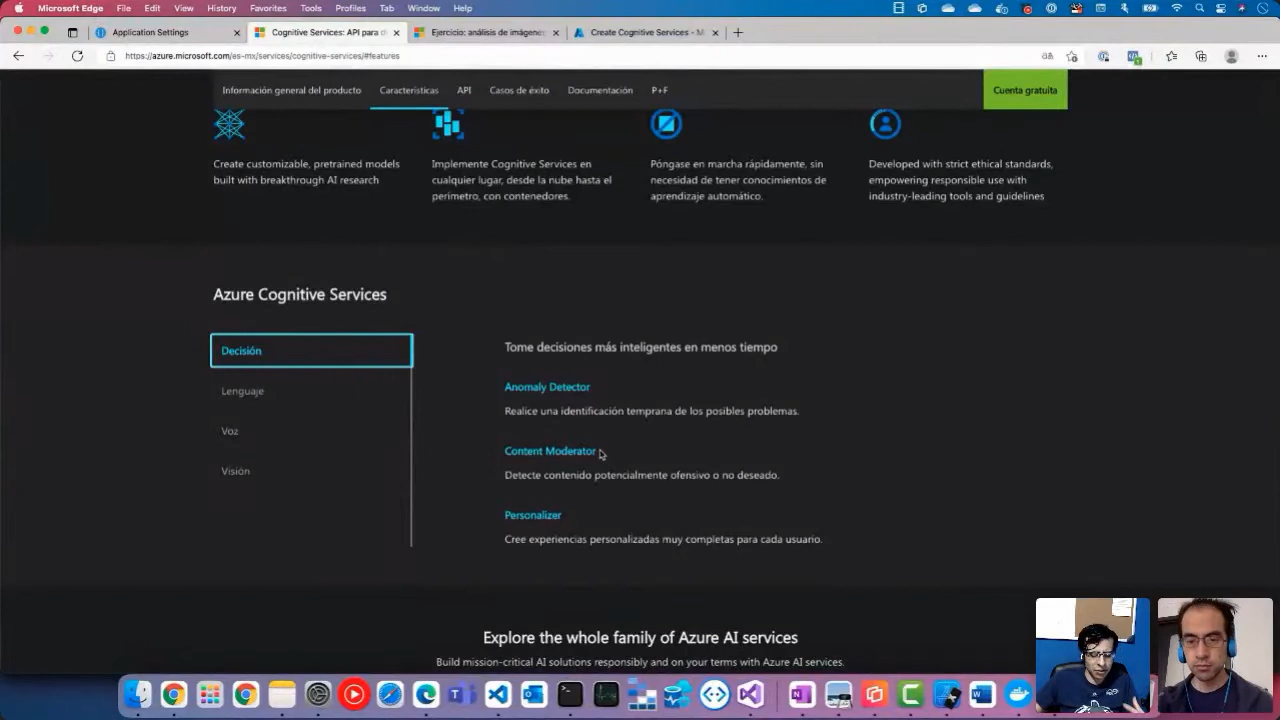 Microsoft Edge File Edit View History Favorites Tools Profiles Tab Window Help
Application Settings
Cognitive Services: API para d
Ejercicio: análisis de imágenes
Create Cognitive Services - M
https://azure.microsoft.com/es-mx/services/cognitive-services/#features
Información general del producto Características API Casos de éxito Documentación P+F Cuenta gratuita
Create customizable, pretrained models
built with breakthrough AI research
Implemente Cognitive Services en
cualquier lugar, desde la nube hasta el
perímetro, con contenedores.
Póngase en marcha rápidamente, sin
necesidad de tener conocimientos de
aprendizaje automático.
Developed with strict ethical standards,
empowering responsible use with
industry-leading tools and guidelines
Azure Cognitive Services
Decisión
Lenguaje
Voz
Visión
Tome decisiones más inteligentes en menos tiempo
Anomaly Detector
Realice una identificación temprana de los posibles problemas.
Content Moderator
Detecte contenido potencialmente ofensivo o no deseado.
Personalizer
Cree experiencias personalizadas muy completas para cada usuario.
Explore the whole family of Azure AI services
Build mission-critical AI solutions responsibly and on your terms with Azure AI services.